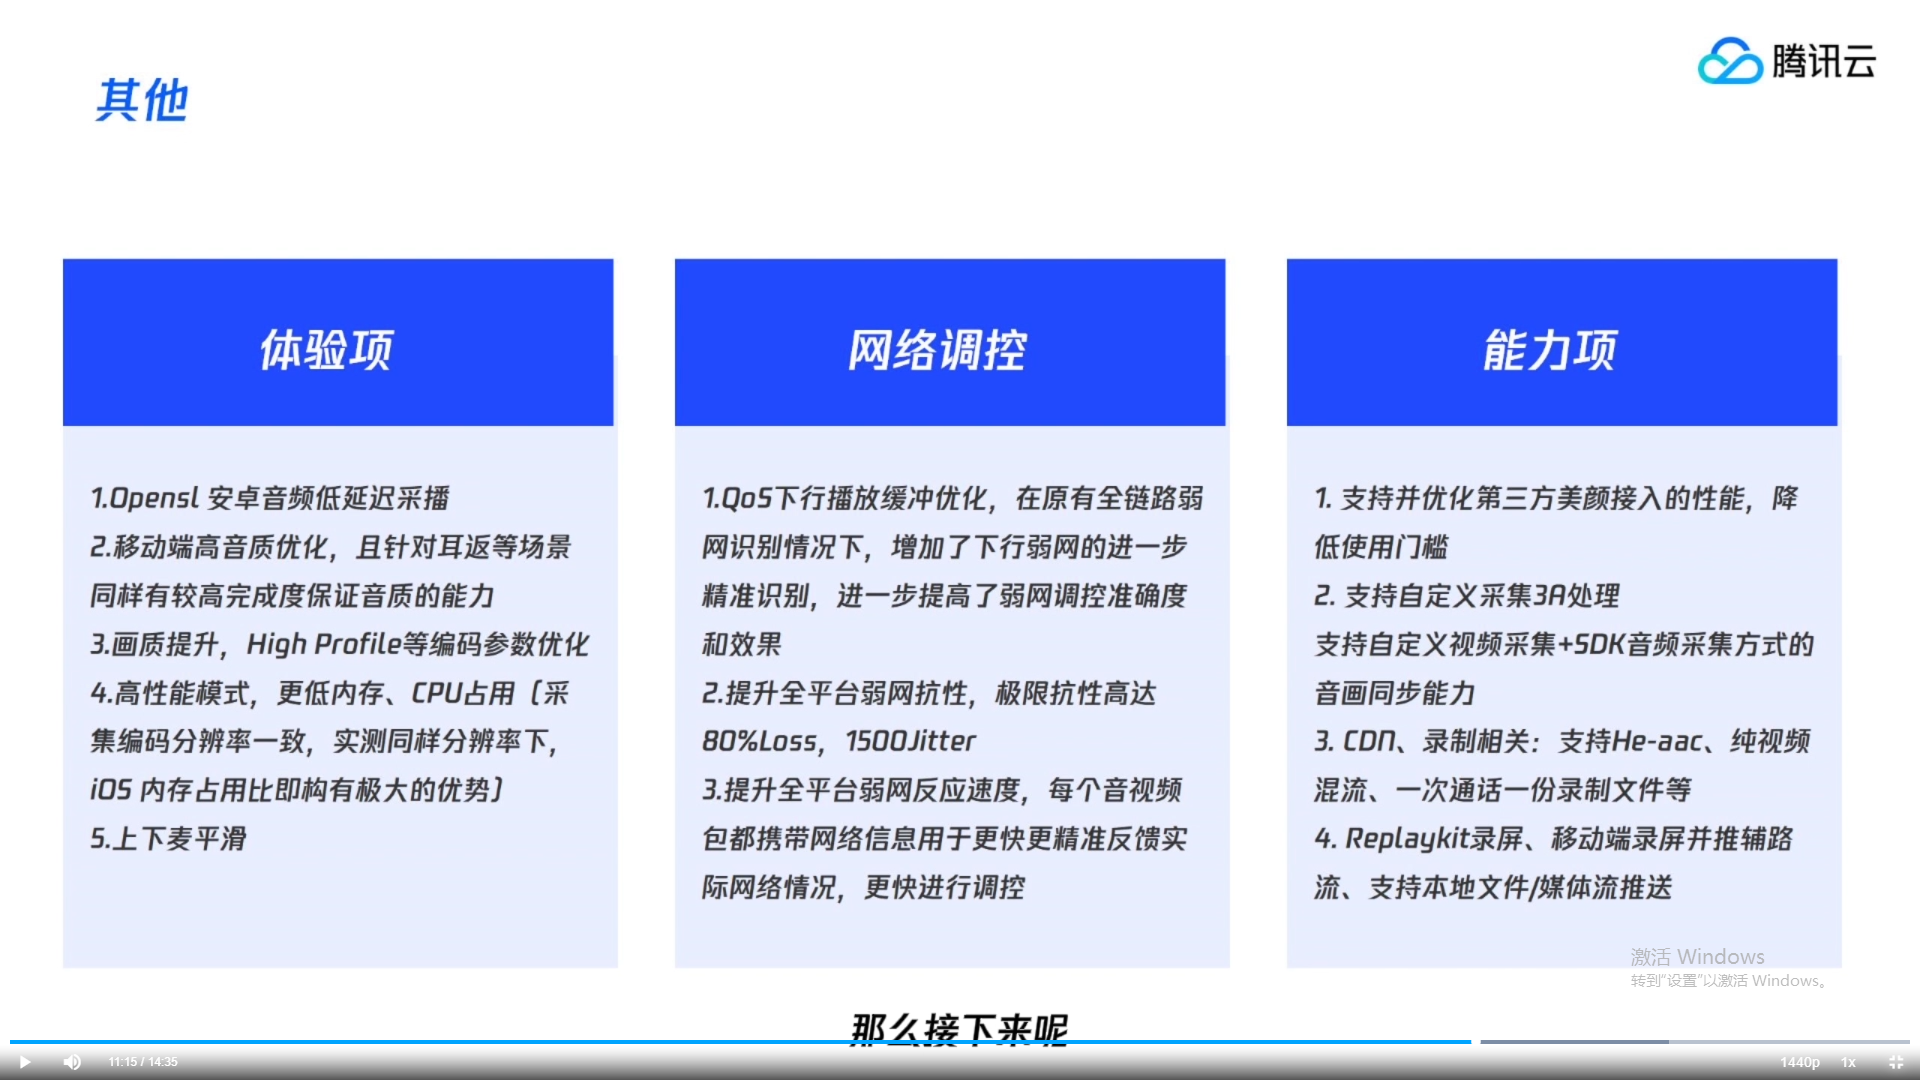 其他
腾讯云
体验项
1.Opensl 安卓音频低延迟采播
2.移动端高音质优化，且针对耳返等场景
同样有较高完成度保证音质的能力
3.画质提升，High Profile等编码参数优化
4.高性能模式，更低内存、CPU占用（采
集编码分辨率一致，实测同样分辨率下，
iOS 内存占用比即构有极大的优势）
5.上下麦平滑
网络调控
1.QoS下行播放缓冲优化，在原有全链路弱
网识别情况下，增加了下行弱网的进一步
精准识别，进一步提高了弱网调控准确度
和效果
2.提升全平台弱网抗性，极限抗性高达
80%Loss，1500Jitter
3.提升全平台弱网反应速度，每个音视频
包都携带网络信息用于更快更精准反馈实
际网络情况，更快进行调控
能力项
1. 支持并优化第三方美颜接入的性能，降
低使用门槛
2. 支持自定义采集3A处理
支持自定义视频采集+SDK音频采集方式的
音画同步能力
3. CDN、录制相关：支持He-aac、纯视频
混流、一次通话一份录制文件等
4. Replaykit录屏、移动端录屏并推辅路
流、支持本地文件/媒体流推送
激活 Windows
转到“设置”以激活 Windows。
那么接下来呢
11:15 / 14:35
1440p
1x